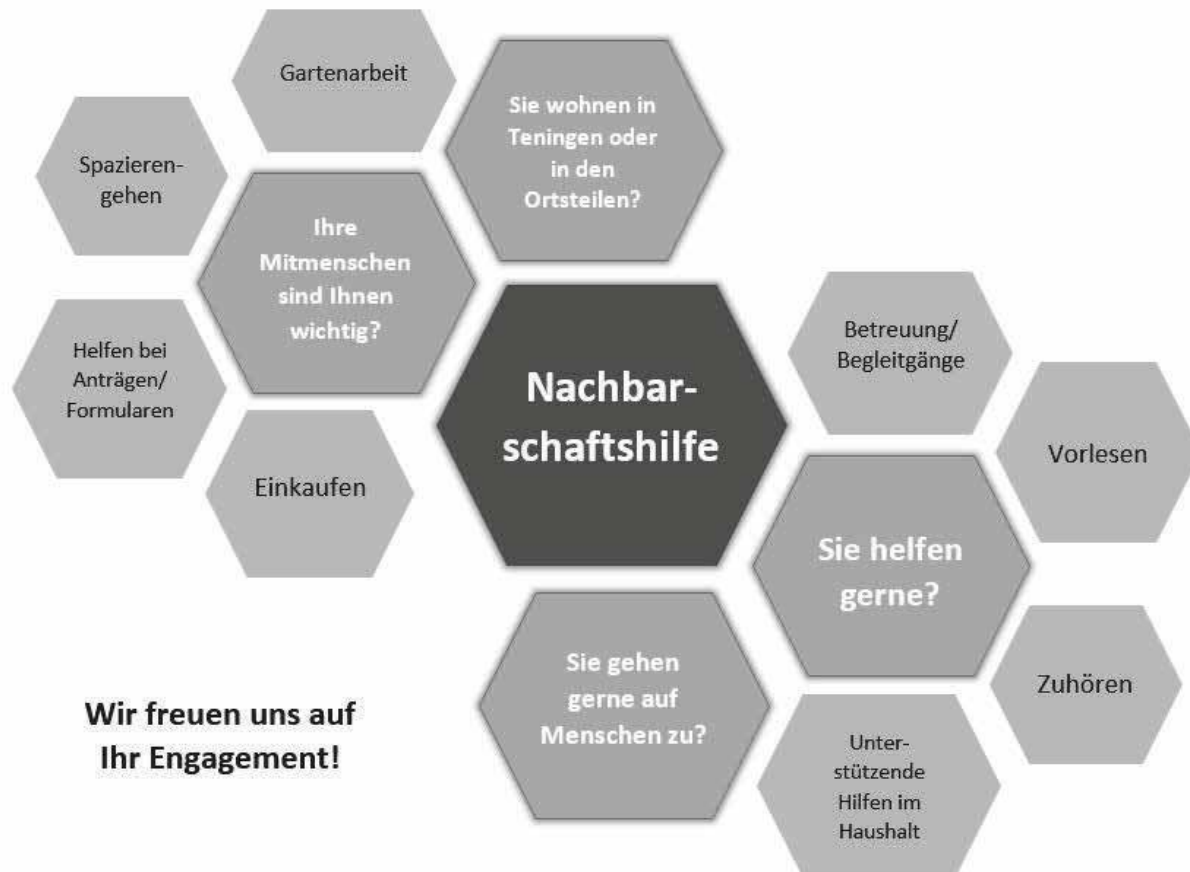 Gartenarbeit
Sie wohnen in
Teningen oder
in den
Ortsteilen?
Spazieren-
gehen
Ihre
Mitmenschen
sind Ihnen
wichtig?
Helfen bei
Anträgen/
Formularen
Einkaufen
Nachbar-
schaftshilfe
Betreuung/
Begleitgänge
Vorlesen
Sie helfen
gerne?
Sie gehen
gerne auf
Menschen zu?
Zuhören
Unter-
stützende
Hilfen im
Haushalt
Wir freuen uns auf
Ihr Engagement!